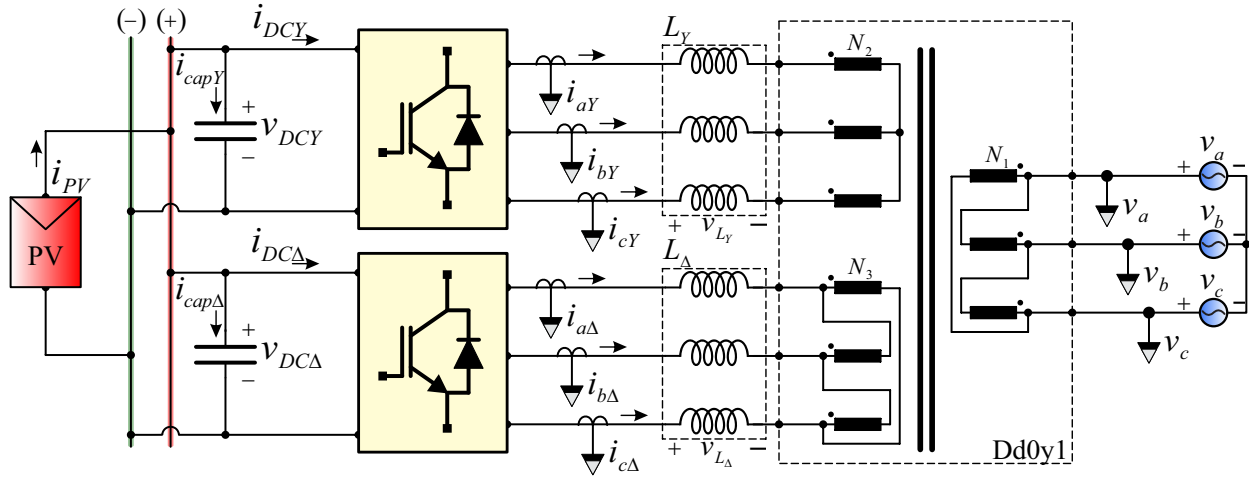 (−) (+)
i_DCY
i_capY
+
v_DCY
−
i_PV
PV
i_DCΔ
i_capΔ
+
v_DCΔ
−
i_aY
i_bY
i_cY
L_Y
+ v_L_Y −
i_aΔ
i_bΔ
i_cΔ
L_Δ
+ v_L_Δ −
N_2
N_3
N_1
Dd0y1
v_a
v_b
v_c
+ v_a −
+ v_b −
+ v_c −